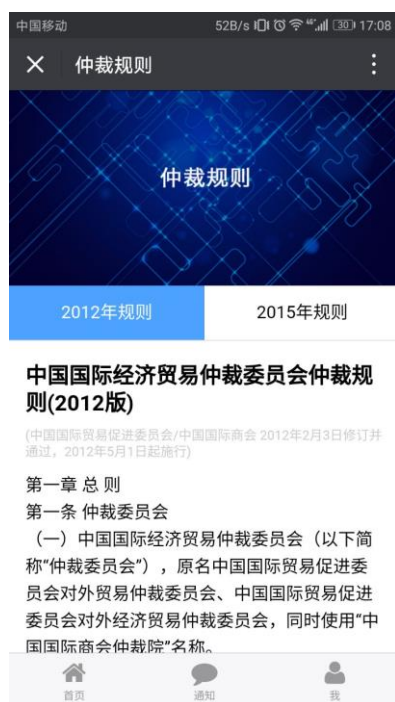 中国移动 52B/s 46 30 17:08
仲裁规则
仲裁规则
2012年规则 2015年规则
中国国际经济贸易仲裁委员会仲裁规
则(2012版)
(中国国际贸易促进委员会/中国国际商会 2012年2月3日修订并
通过，2012年5月1日起施行)
第一章 总 则
第一条 仲裁委员会
（一）中国国际经济贸易仲裁委员会（以下简
称“仲裁委员会”），原名中国国际贸易促进委
员会对外贸易仲裁委员会、中国国际贸易促进
委员会对外经济贸易仲裁委员会，同时使用“中
国国际商会仲裁院”名称。
首页 通知 我